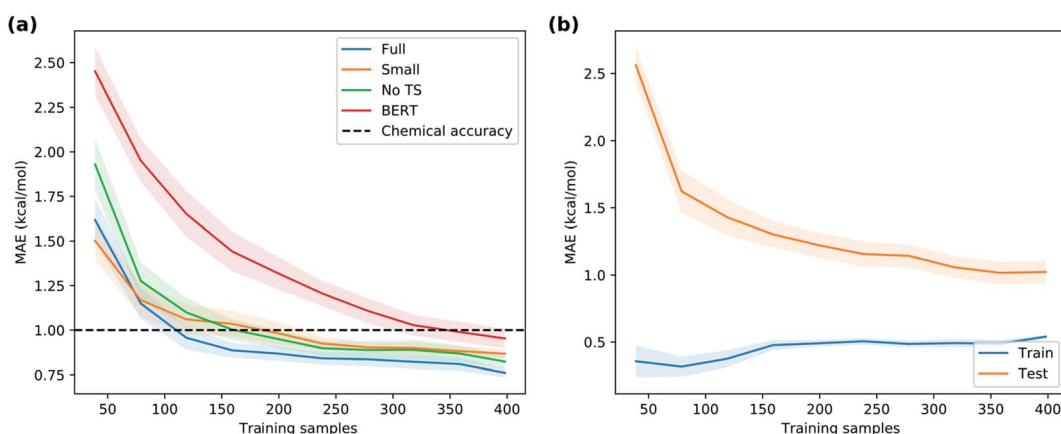 (a)
MAE (kcal/mol)
2.50
2.25
2.00
1.75
1.50
1.25
1.00
0.75
50 100 150 200 250 300 350 400
Training samples
Full
Small
No TS
BERT
Chemical accuracy
(b)
MAE (kcal/mol)
2.5
2.0
1.5
1.0
0.5
50 100 150 200 250 300 350 400
Training samples
Train
Test